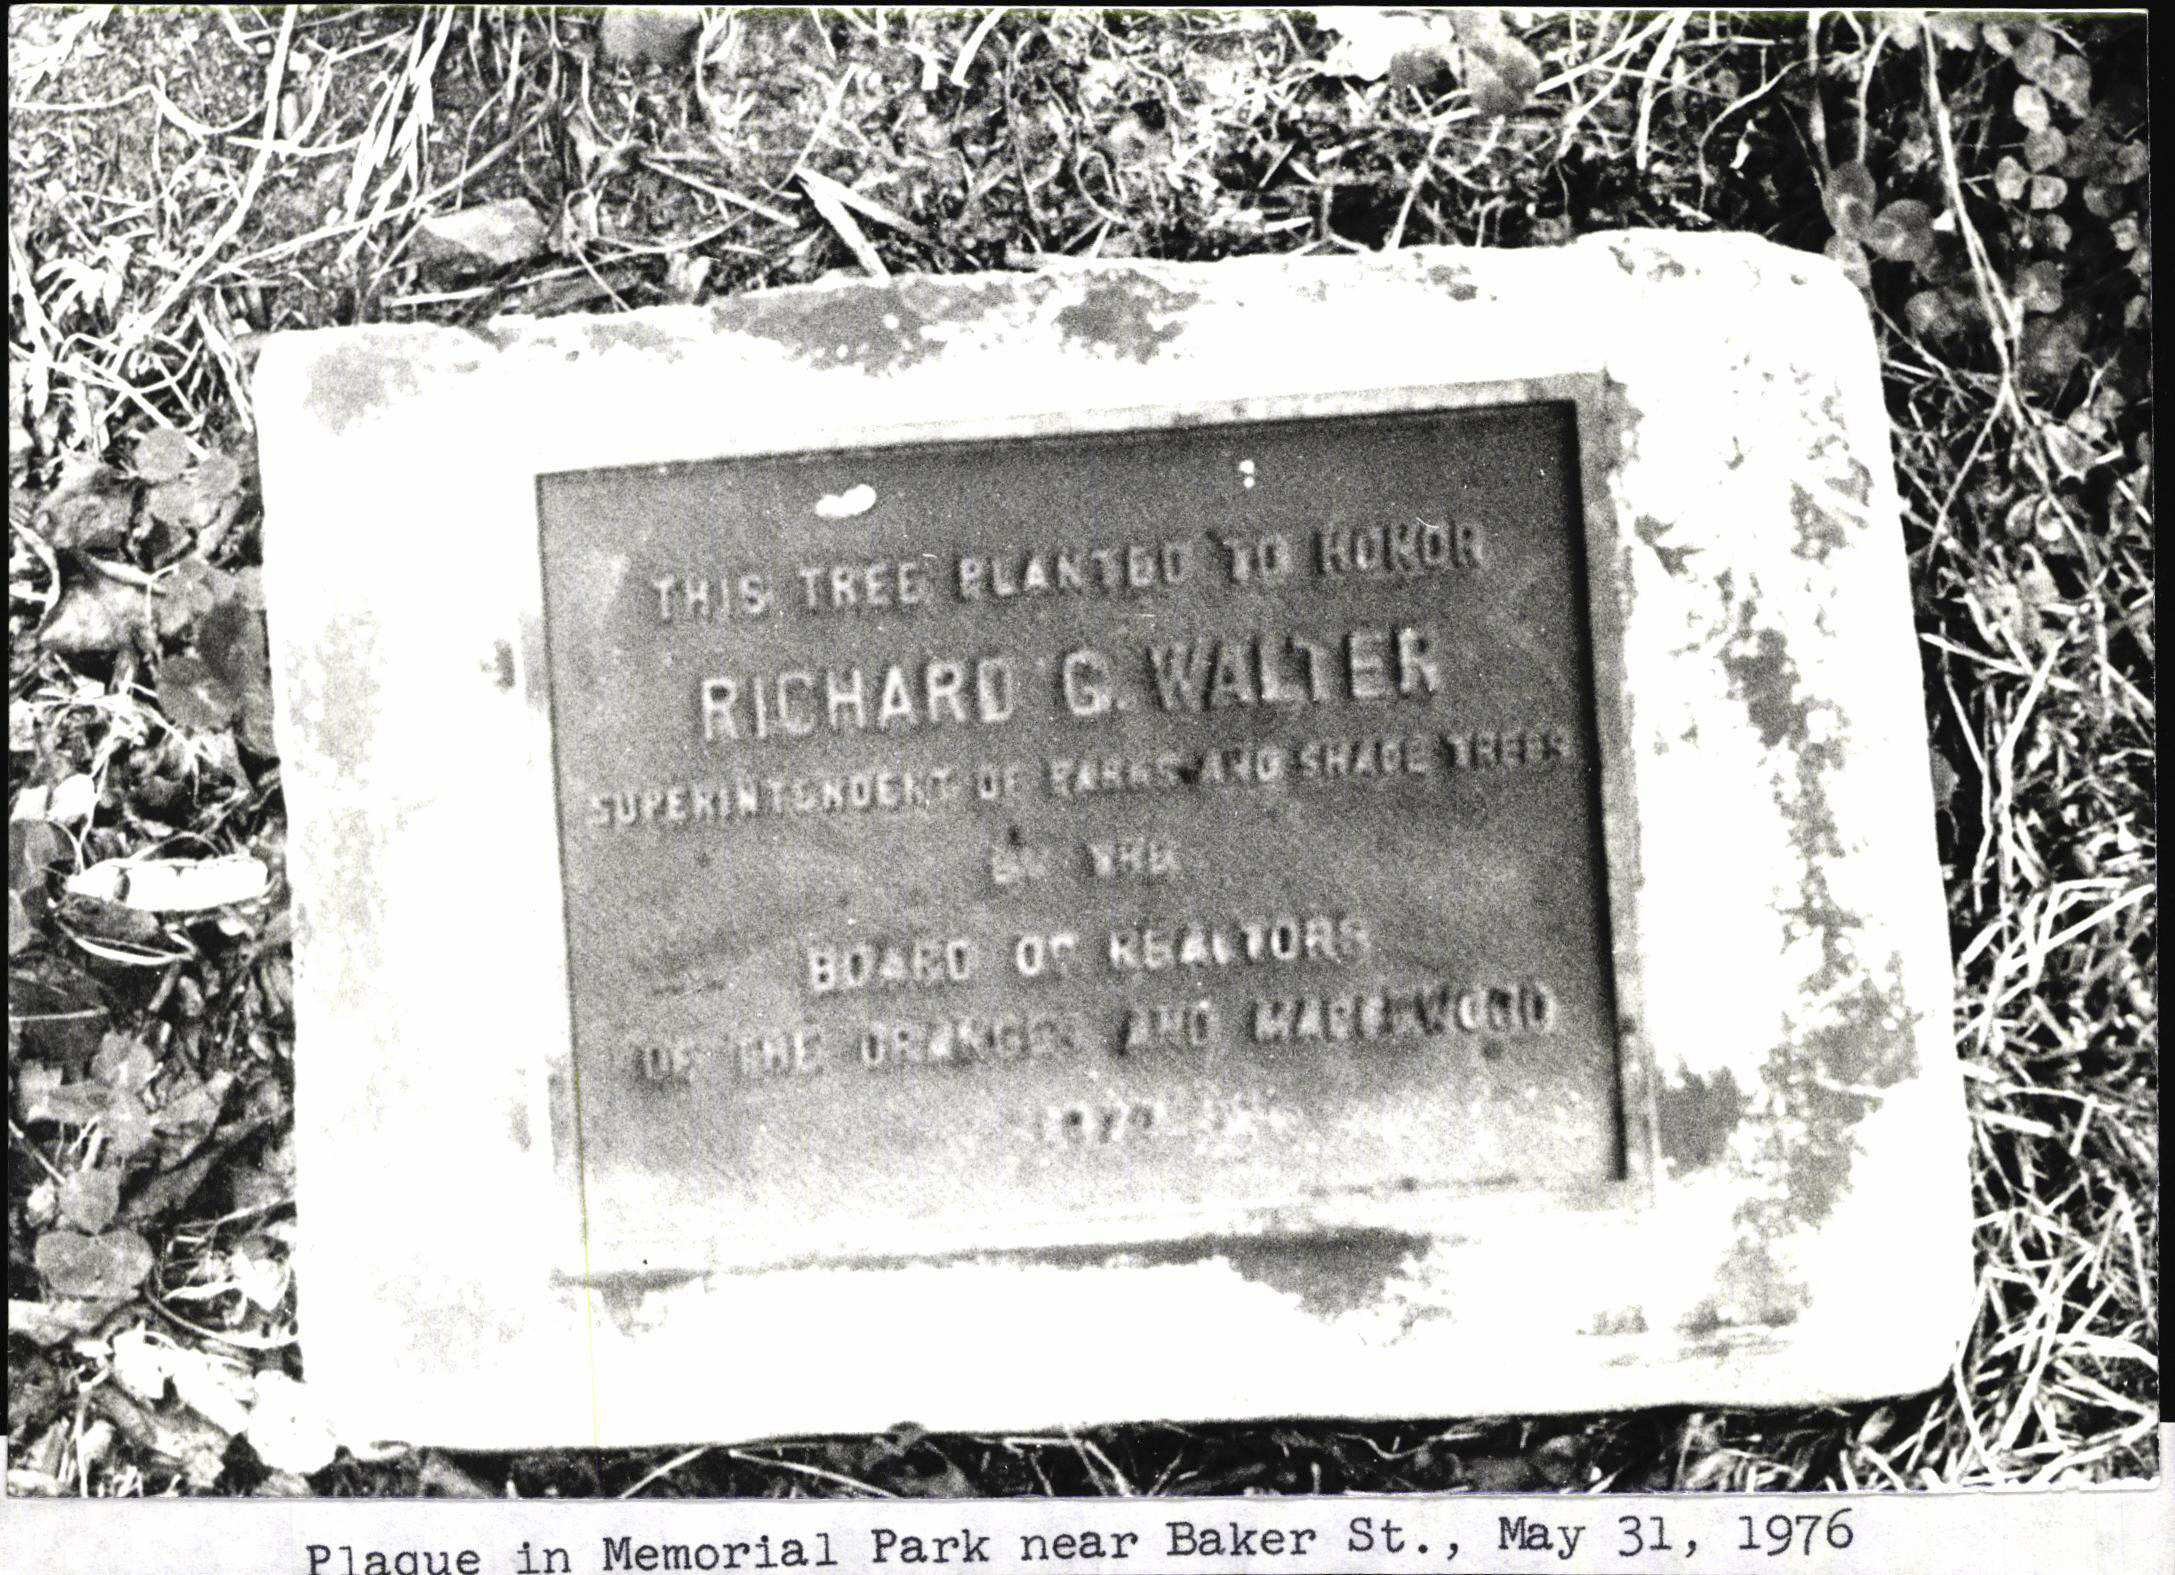 THIS TREE PLANTED TO HONOR
RICHARD G. WALTER
SUPERINTENDENT OF PARKS AND SHADE TREES
BY THE
BOARD OF REALTORS
OF THE ORANGES AND MAPLEWOOD
Plaque in Memorial Park near Baker St., May 31, 1976